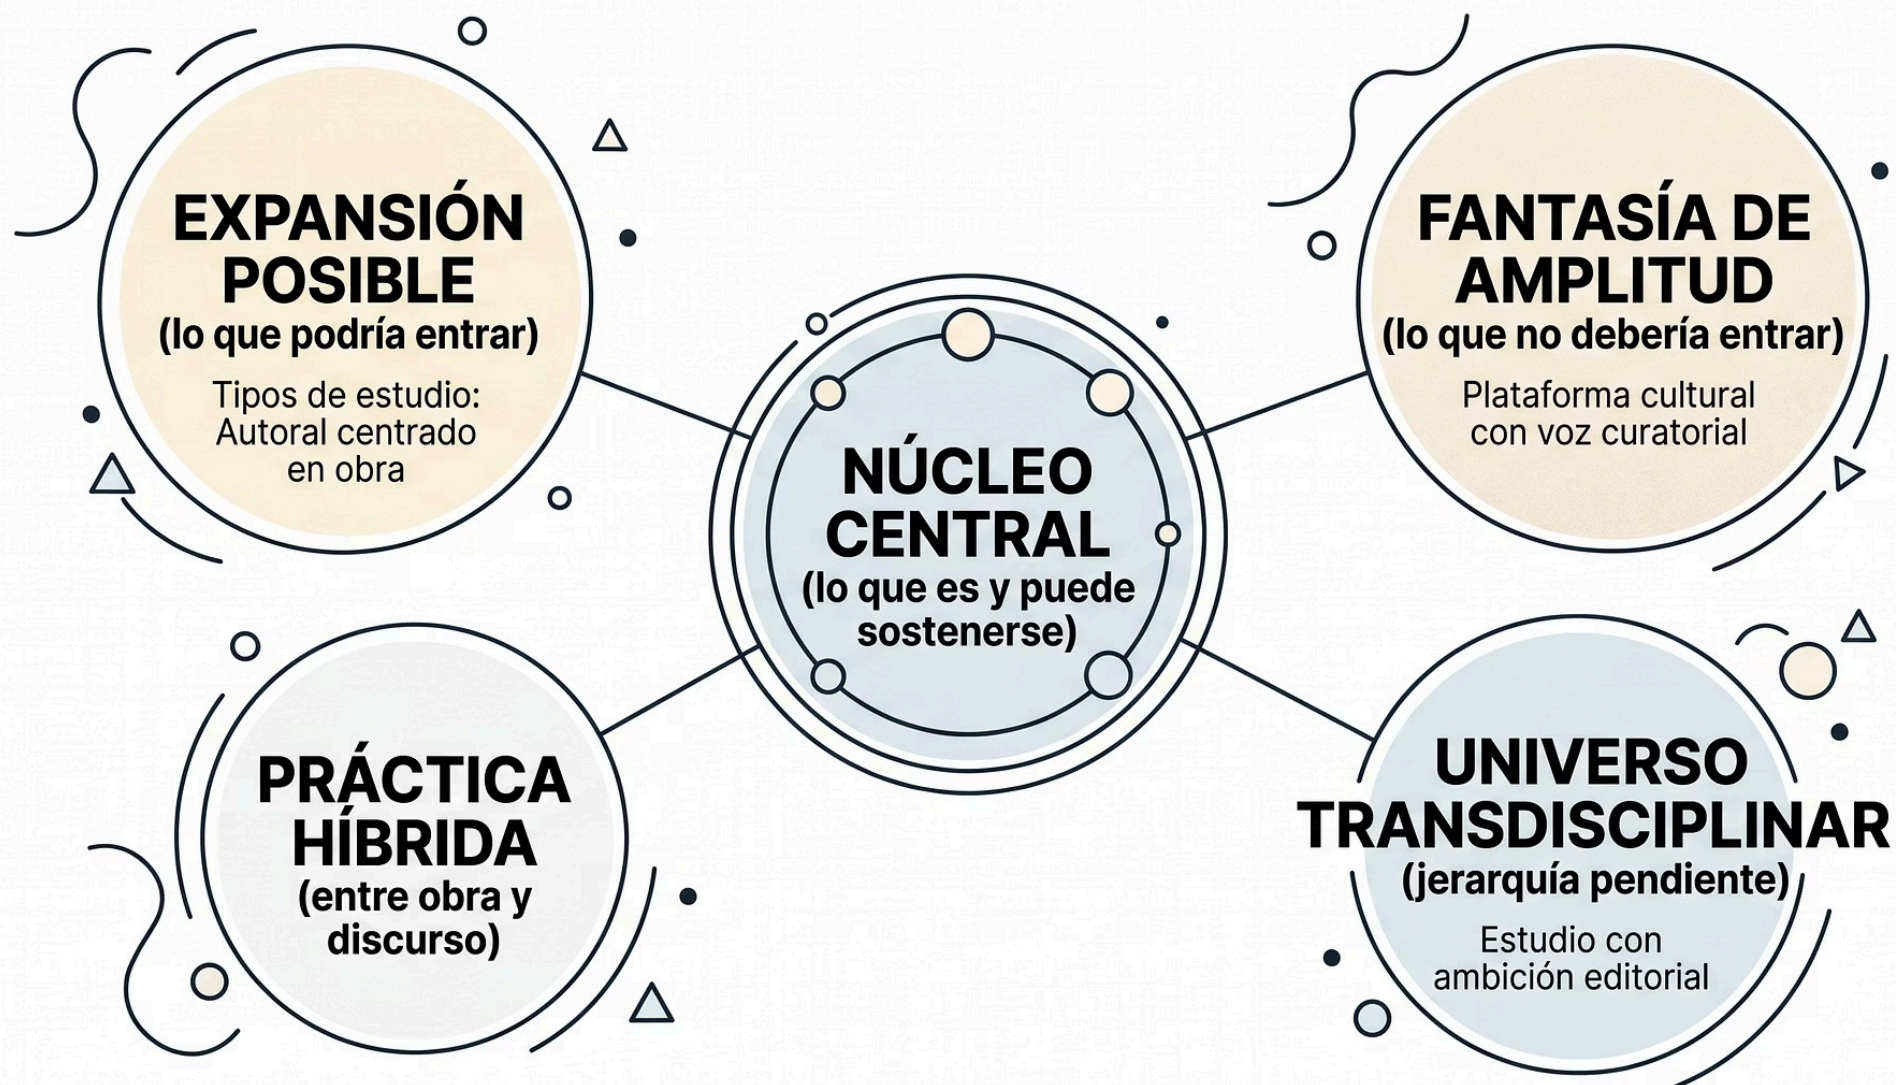 EXPANSIÓN
POSIBLE
(lo que podría entrar)
Tipos de estudio:
Autoral centrado
en obra
FANTASÍA DE
AMPLITUD
(lo que no debería entrar)
Plataforma cultural
con voz curatorial
NÚCLEO
CENTRAL
(lo que es y puede
sostenerse)
PRÁCTICA
HÍBRIDA
(entre obra y
discurso)
UNIVERSO
TRANSDISCIPLINAR
(jerarquía pendiente)
Estudio con
ambición editorial